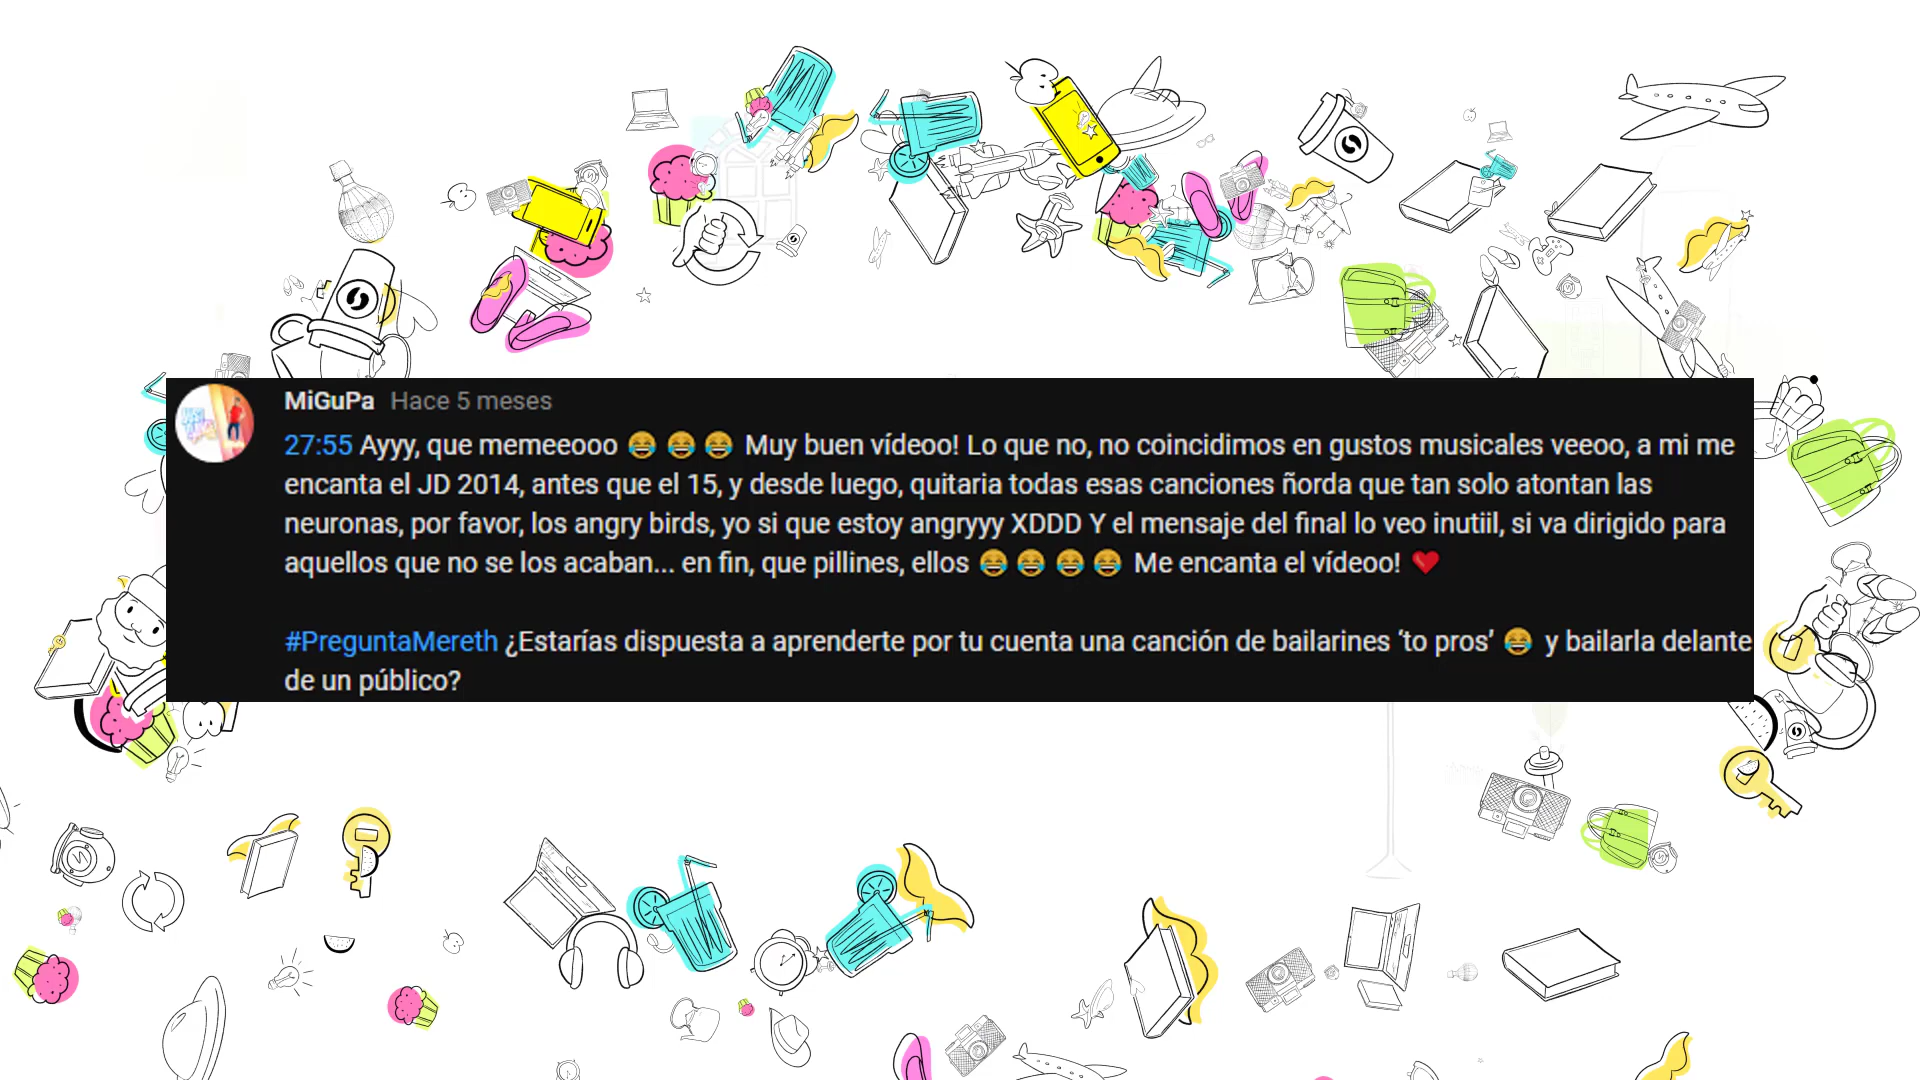 MiGuPa Hace 5 meses
27:55 Ayyy, que memeeooo 😂 😂 😂 Muy buen vídeoo! Lo que no, no coincidimos en gustos musicales veeoo, a mi me
encanta el JD 2014, antes que el 15, y desde luego, quitaria todas esas canciones ñorda que tan solo atontan las
neuronas, por favor, los angry birds, yo si que estoy angryyy XDDD Y el mensaje del final lo veo inutiil, si va dirigido para
aquellos que no se los acaban... en fin, que pillines, ellos 😂 😂 😂 😂 Me encanta el vídeoo! ❤
#PreguntaMereth ¿Estarías dispuesta a aprenderte por tu cuenta una canción de bailarines ‘to pros’ 😂 y bailarla delante
de un público?